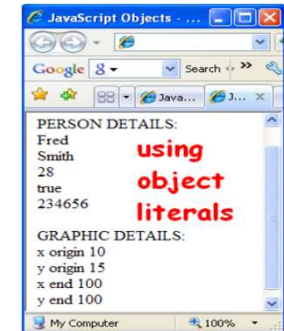 JavaScript Objects - ...
Google
Search
Java...
J...
PERSON DETAILS:
Fred
Smith
28
true
234656
using
object
literals
GRAPHIC DETAILS:
x origin 10
y origin 15
x end 100
y end 100
My Computer
100%